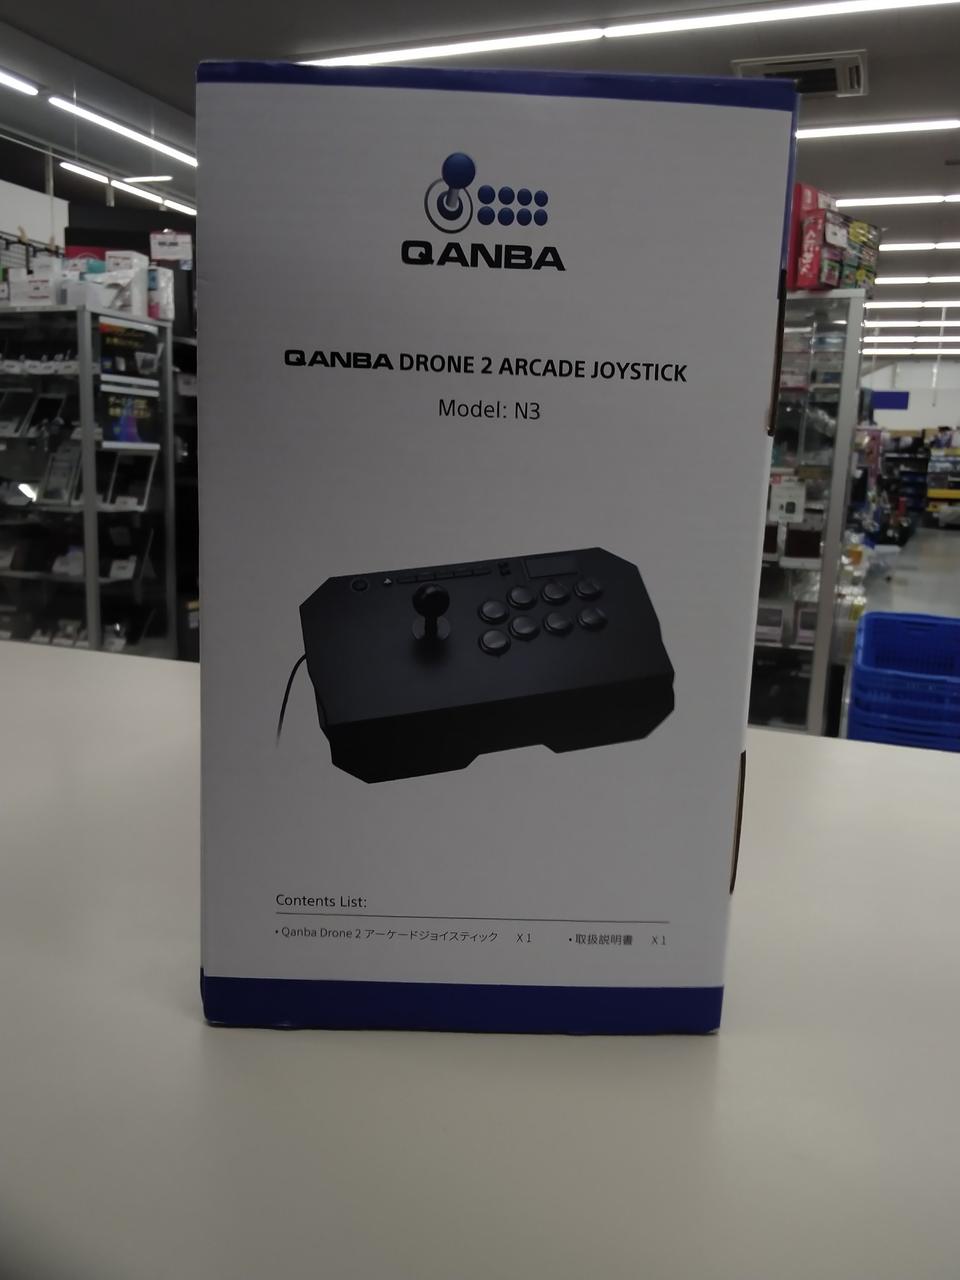 QANBA
QANBA DRONE 2 ARCADE JOYSTICK
Model: N3
Contents List:
・Qanba Drone 2 アーケードジョイスティック X 1 ・取扱説明書 X 1